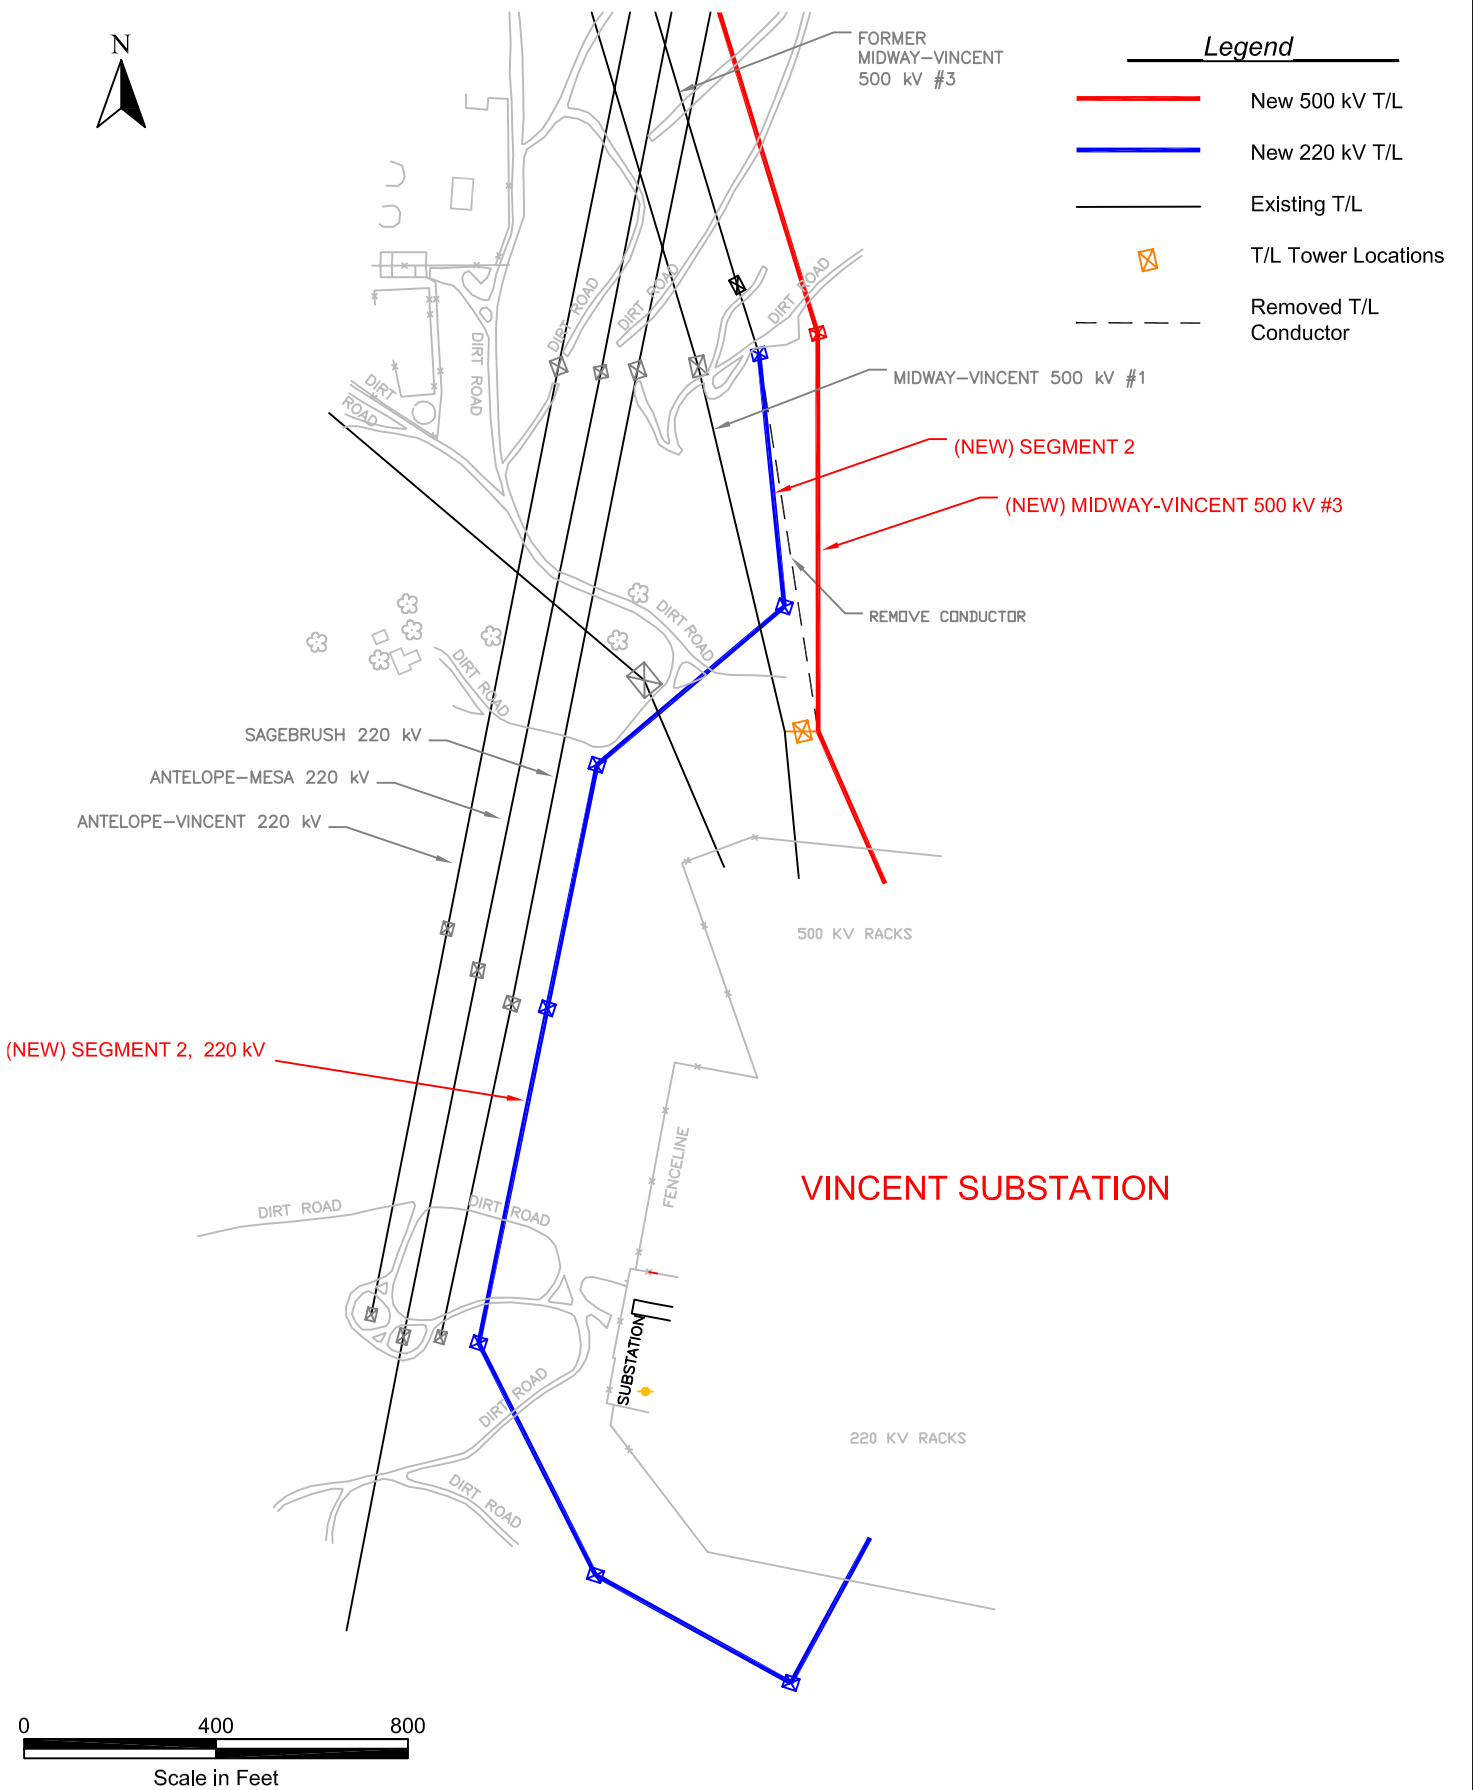 N
FORMER
MIDWAY-VINCENT
500 kV #3
Legend
New 500 kV T/L
New 220 kV T/L
Existing T/L
T/L Tower Locations
Removed T/L
Conductor
DIRT ROAD
DIRT ROAD
DIRT ROAD
DIRT ROAD
DIRT
ROAD
MIDWAY-VINCENT 500 kV #1
(NEW) SEGMENT 2
(NEW) MIDWAY-VINCENT 500 kV #3
REMOVE CONDUCTOR
DIRT ROAD
DIRT ROAD
SAGEBRUSH 220 kV
ANTELOPE-MESA 220 kV
ANTELOPE-VINCENT 220 kV
500 KV RACKS
(NEW) SEGMENT 2, 220 kV
FENCELINE
VINCENT SUBSTATION
DIRT ROAD
DIRT ROAD
SUBSTATION
DIRT ROAD
220 KV RACKS
DIRT ROAD
0 400 800
Scale in Feet